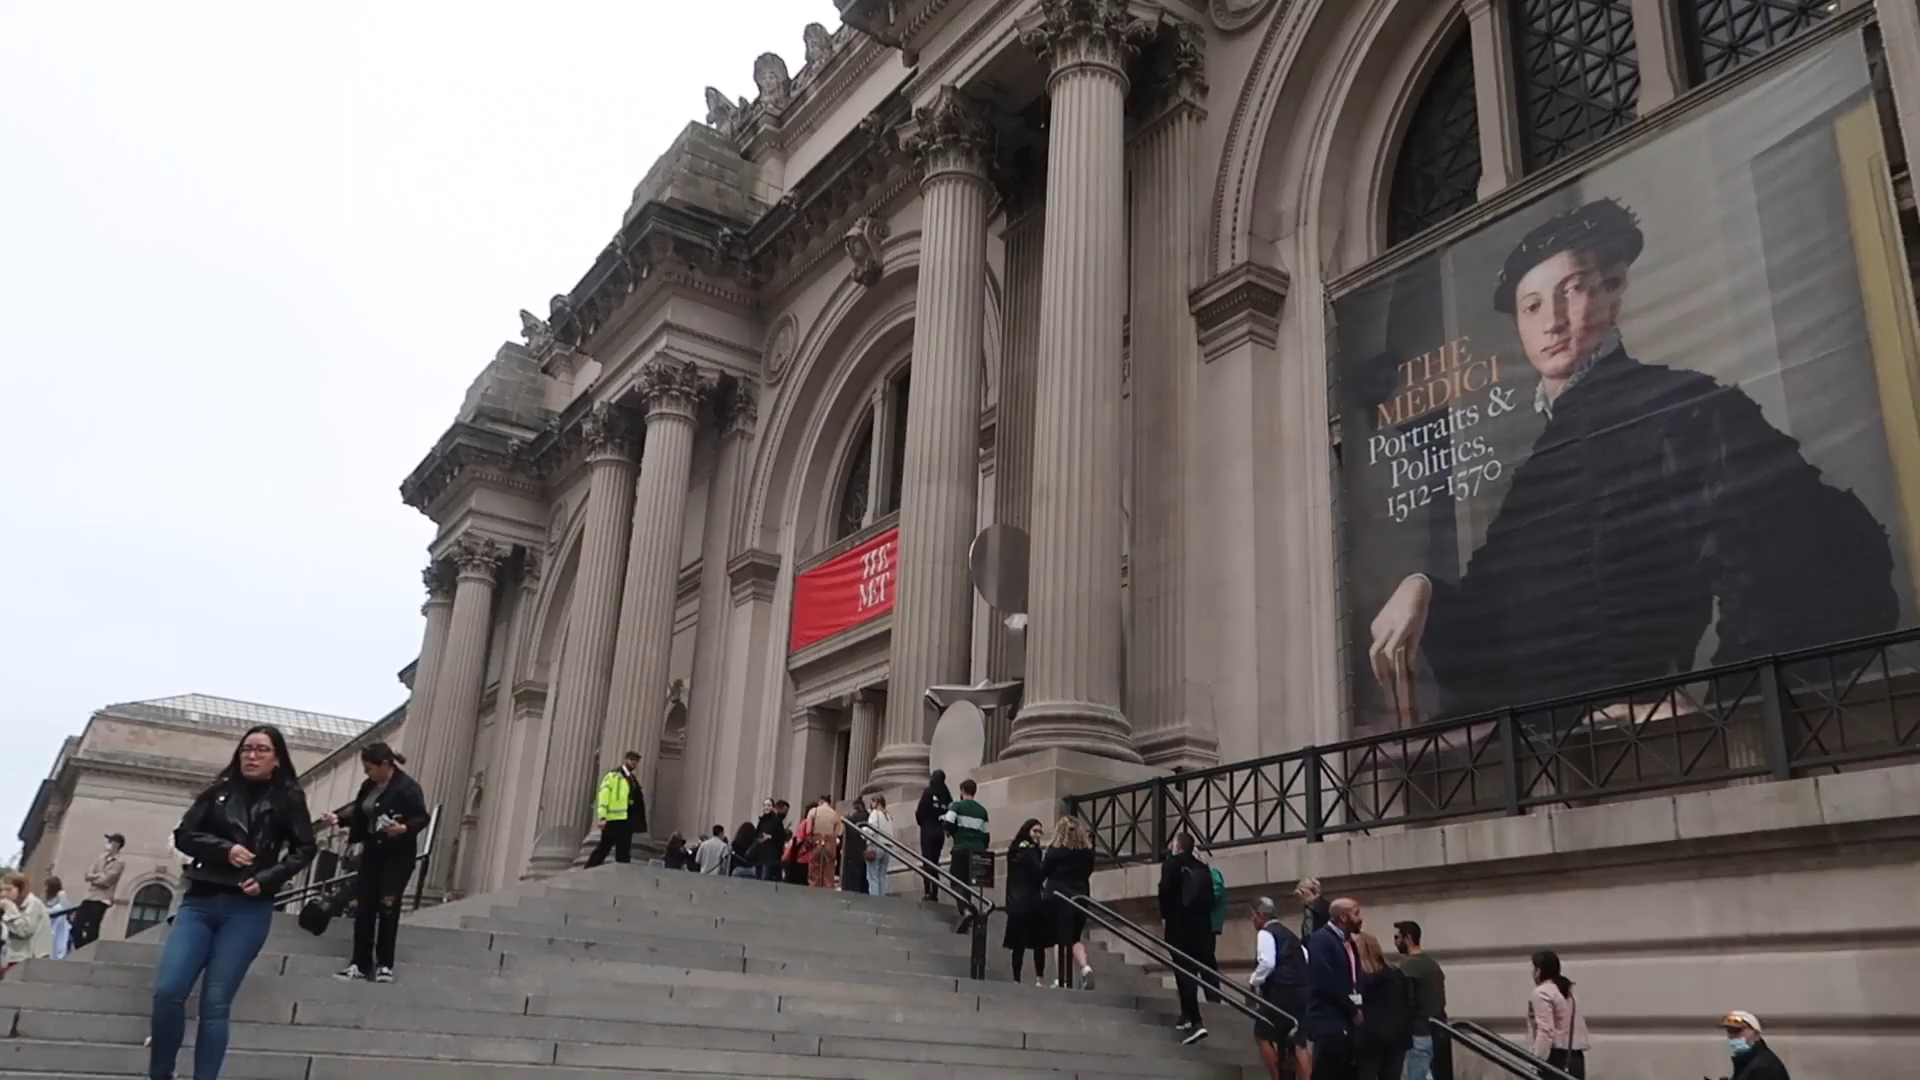 THE
MET
THE
MEDICI
Portraits &
Politics,
1512–1570